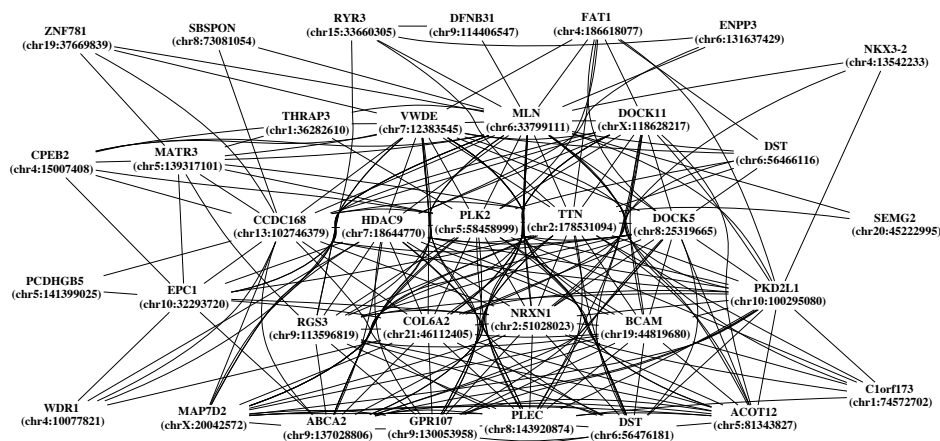 ZNF781
(chr19:37669839)
SBSPON
(chr8:73081054)
RYR3
(chr15:33660305)
DFNB31
(chr9:114406547)
FAT1
(chr4:186618077)
ENPP3
(chr6:131637429)
NKX3-2
(chr4:13542233)
THRAP3
(chr1:36282610)
VWDE
(chr7:12383545)
MLN
(chr6:33799111)
DOCK11
(chrX:118628217)
CPEB2
(chr4:15007408)
MATR3
(chr5:139317101)
DST
(chr6:56466116)
CCDC168
(chr13:102746379)
HDAC9
(chr7:18644770)
PLK2
(chr5:58458999)
TTN
(chr2:178531094)
DOCK5
(chr8:25319665)
SEMG2
(chr20:45222995)
PCDHGB5
(chr5:141399025)
EPC1
(chr10:32293720)
PKD2L1
(chr10:100295080)
RGS3
(chr9:113596819)
COL6A2
(chr21:46112405)
NRXN1
(chr2:51028023)
BCAM
(chr19:44819680)
WDR1
(chr4:10077821)
MAP7D2
(chrX:20042572)
ABCA2
(chr9:137028806)
GPR107
(chr9:130053958)
PLEC
(chr8:143920874)
DST
(chr6:56476181)
ACOT12
(chr5:81343827)
C1orf173
(chr1:74572702)